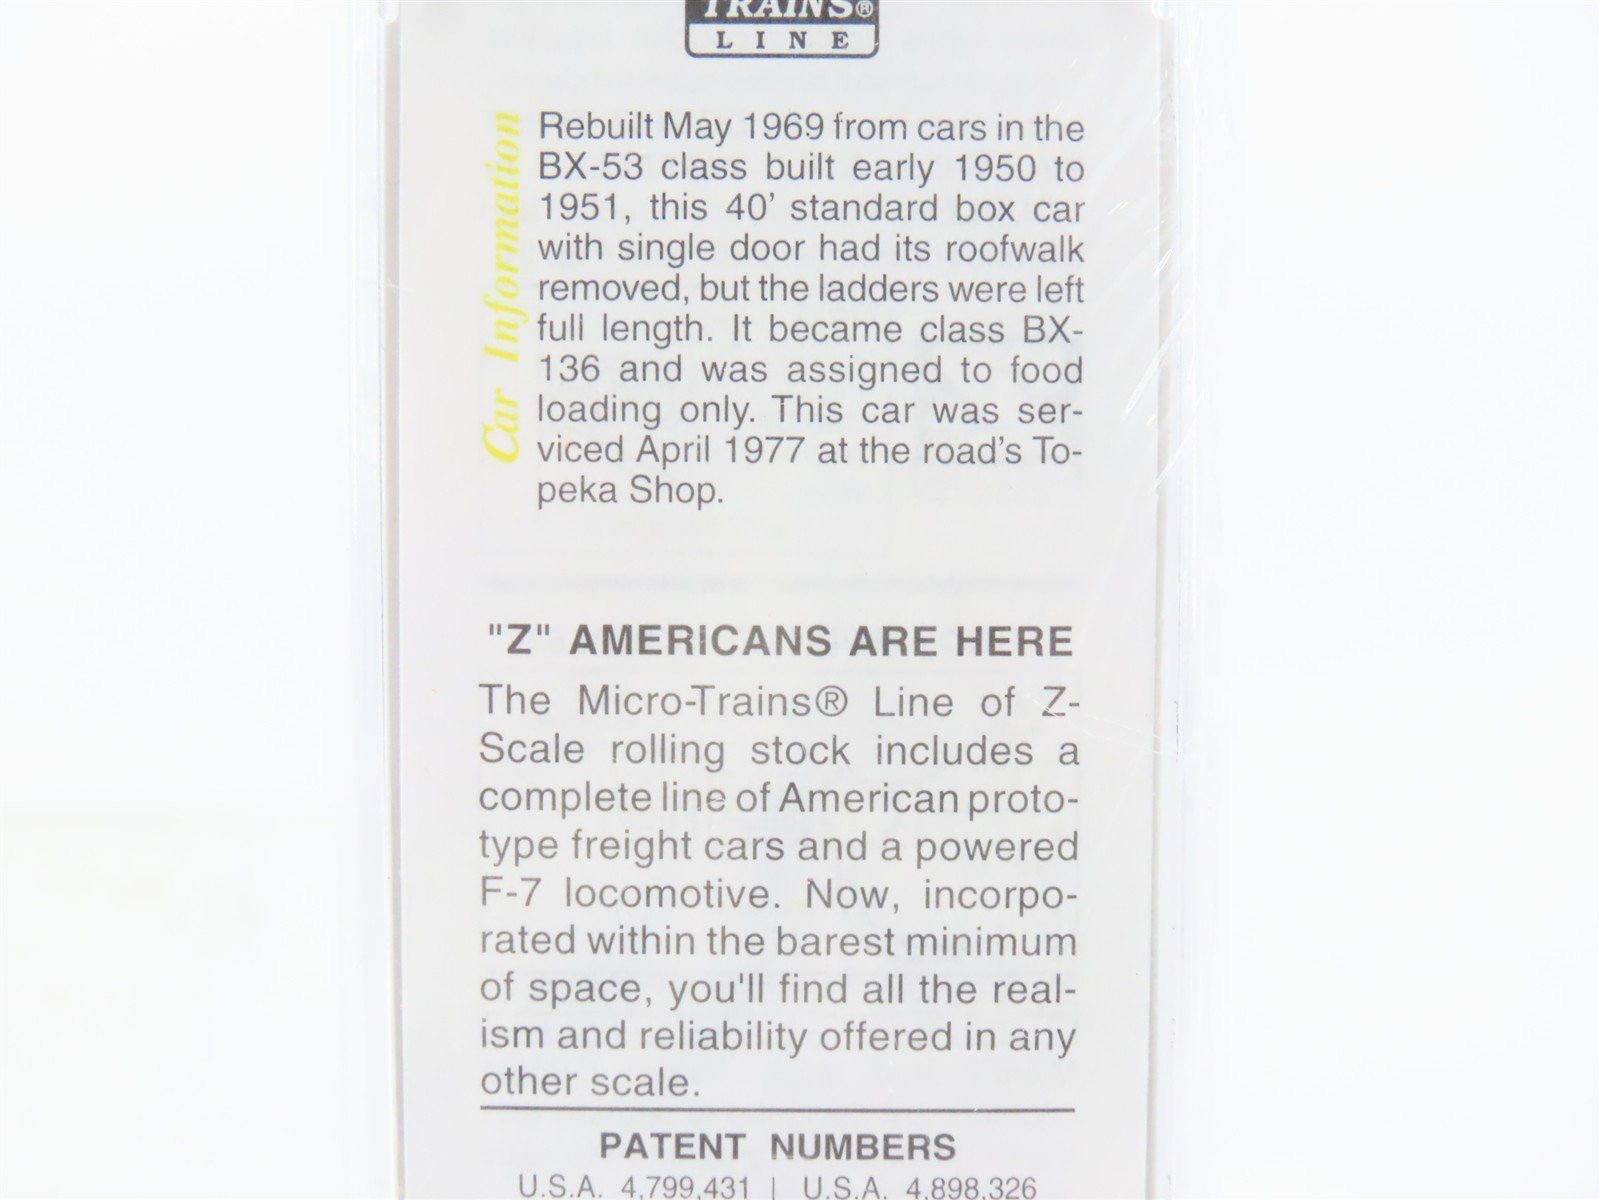 TRAINS®
LINE
Car Information
Rebuilt May 1969 from cars in the
BX-53 class built early 1950 to
1951, this 40' standard box car
with single door had its roofwalk
removed, but the ladders were left
full length. It became class BX-
136 and was assigned to food
loading only. This car was ser-
viced April 1977 at the road's To-
peka Shop.
"Z" AMERICANS ARE HERE
The Micro-Trains® Line of Z-
Scale rolling stock includes a
complete line of American proto-
type freight cars and a powered
F-7 locomotive. Now, incorpo-
rated within the barest minimum
of space, you'll find all the real-
ism and reliability offered in any
other scale.
PATENT NUMBERS
U.S.A. 4,799,431 | U.S.A. 4,898,326